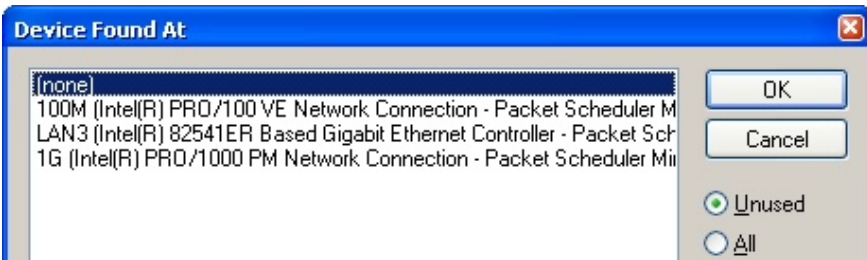 Device Found At
(none)
100M (Intel(R) PRO/100 VE Network Connection - Packet Scheduler M
LAN3 (Intel(R) 82541ER Based Gigabit Ethernet Controller - Packet Sch
1G (Intel(R) PRO/1000 PM Network Connection - Packet Scheduler Mi
OK
Cancel
Unused
All